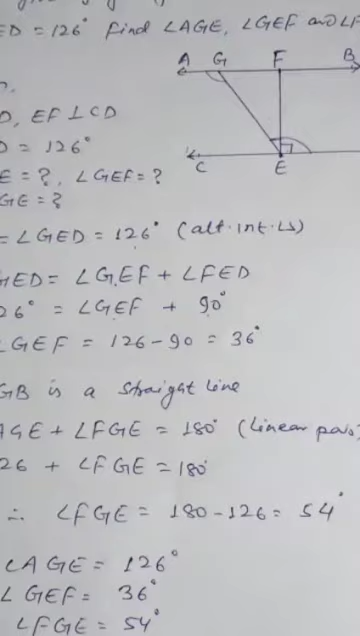 ED = 126° Find ∠AGE, ∠GEF and ∠F
A G F B
C E
D, EF ⊥ CD
D = 126°
E = ?, ∠GEF = ?
GE = ?
= ∠GED = 126° (alt. int. ∠s)
GED = ∠GEF + ∠FED
26° = ∠GEF + 90°
∠GEF = 126 - 90 = 36°
GB is a straight line
AGE + ∠FGE = 180° (linear pair)
26 + ∠FGE = 180°
∴ ∠FGE = 180 - 126 = 54°
∠AGE = 126°
∠GEF = 36°
∠FGE = 54°